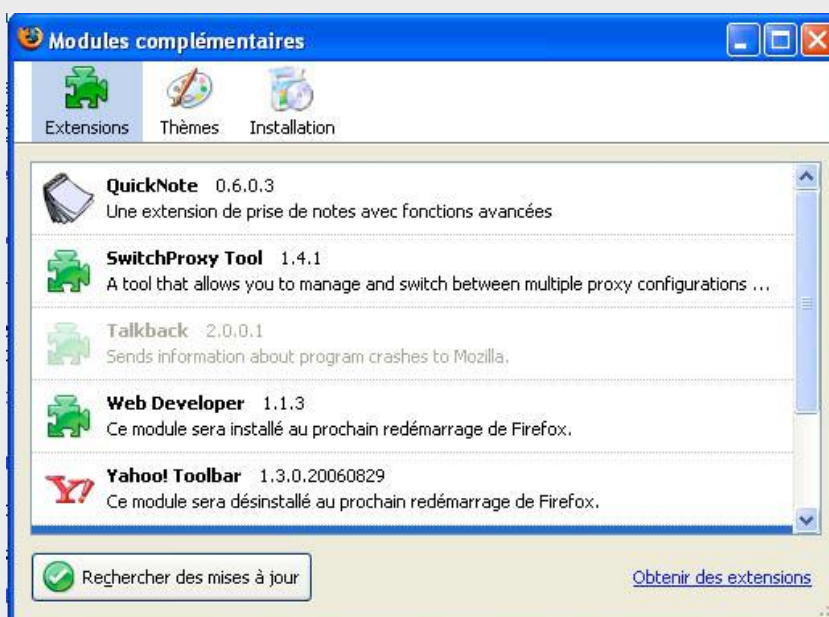 Modules complémentaires
Extensions Thèmes Installation
QuickNote 0.6.0.3
Une extension de prise de notes avec fonctions avancées
SwitchProxy Tool 1.4.1
A tool that allows you to manage and switch between multiple proxy configurations ...
Talkback 2.0.0.1
Sends information about program crashes to Mozilla.
Web Developer 1.1.3
Ce module sera installé au prochain redémarrage de Firefox.
Yahoo! Toolbar 1.3.0.20060829
Ce module sera désinstallé au prochain redémarrage de Firefox.
Rechercher des mises à jour Obtenir des extensions